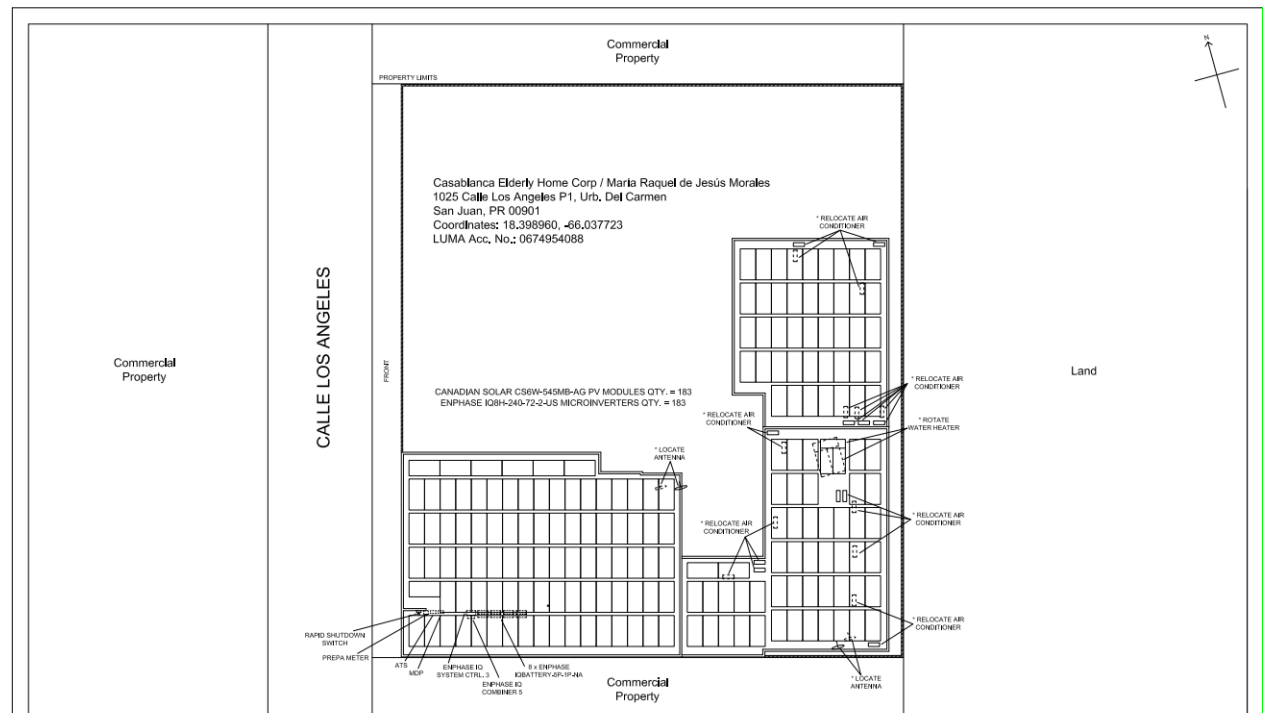 Commercial
Property
N
PROPERTY LIMITS
Casablanca Elderly Home Corp / María Raquel de Jesús Morales
1025 Calle Los Angeles P1, Urb. Del Carmen
San Juan, PR 00901
Coordinates: 18.398960, -66.037723
LUMA Acc. No.: 0674954088
* RELOCATE AIR
CONDITIONER
CALLE LOS ANGELES
FRONT
Commercial
Property
Land
CANADIAN SOLAR CS6W-545MB-AG PV MODULES QTY. = 183
ENPHASE IQ8H-240-72-2-US MICROINVERTERS QTY. = 183
* RELOCATE AIR
CONDITIONER
* RELOCATE AIR
CONDITIONER
* ROTATE
WATER HEATER
* LOCATE
ANTENNA
* RELOCATE AIR
CONDITIONER
* RELOCATE AIR
CONDITIONER
* RELOCATE AIR
CONDITIONER
RAPID SHUTDOWN
SWITCH
PREPA METER
ATS
MDP
ENPHASE IQ
SYSTEM CTRL. 3
ENPHASE IQ
COMBINER 5
8 x ENPHASE
IQBATTERY-5P-1P-NA
* LOCATE
ANTENNA
Commercial
Property